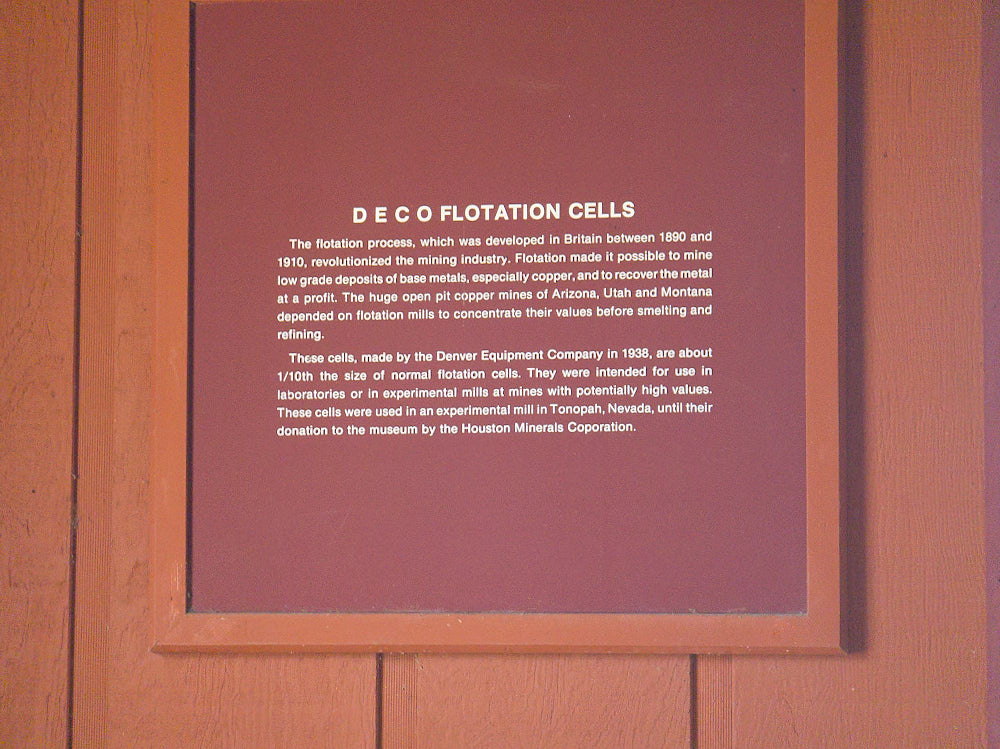 D E C O FLOTATION CELLS
The flotation process, which was developed in Britain between 1890 and
1910, revolutionized the mining industry. Flotation made it possible to mine
low grade deposits of base metals, especially copper, and to recover the metal
at a profit. The huge open pit copper mines of Arizona, Utah and Montana
depended on flotation mills to concentrate their values before smelting and
refining.
These cells, made by the Denver Equipment Company in 1938, are about
1/10th the size of normal flotation cells. They were intended for use in
laboratories or in experimental mills at mines with potentially high values.
These cells were used in an experimental mill in Tonopah, Nevada, until their
donation to the museum by the Houston Minerals Coporation.